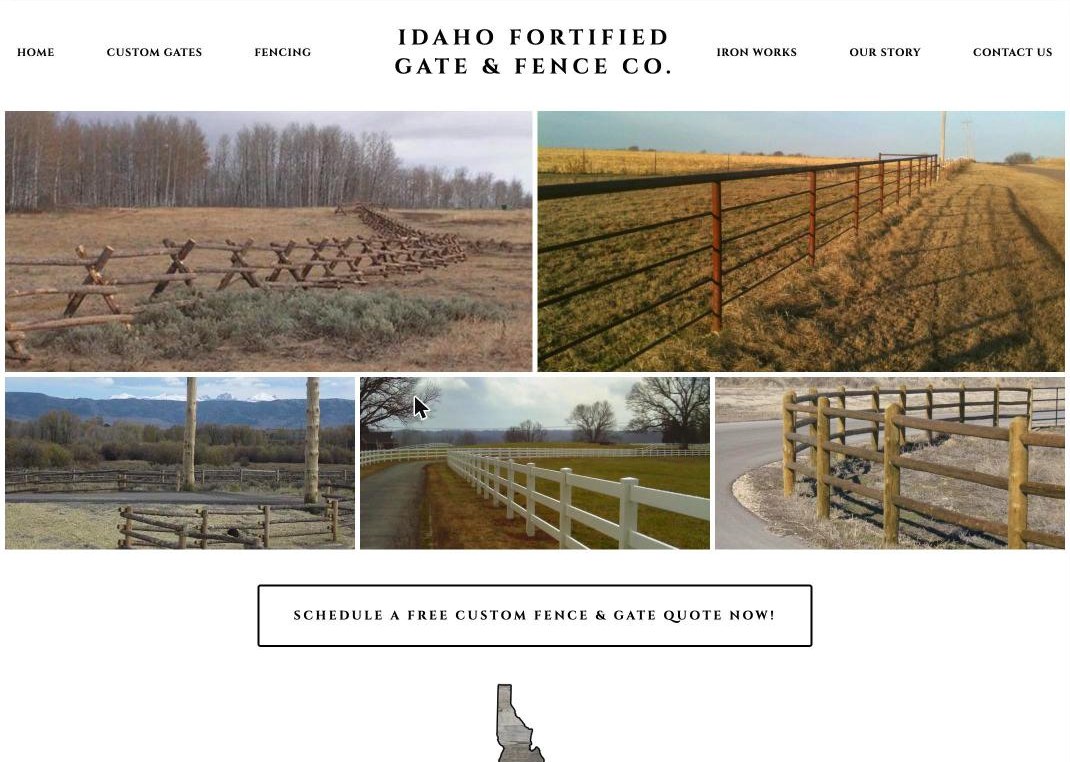 HOME
CUSTOM GATES
FENCING
IDAHO FORTIFIED
GATE & FENCE CO.
IRON WORKS
OUR STORY
CONTACT US
SCHEDULE A FREE CUSTOM FENCE & GATE QUOTE NOW!